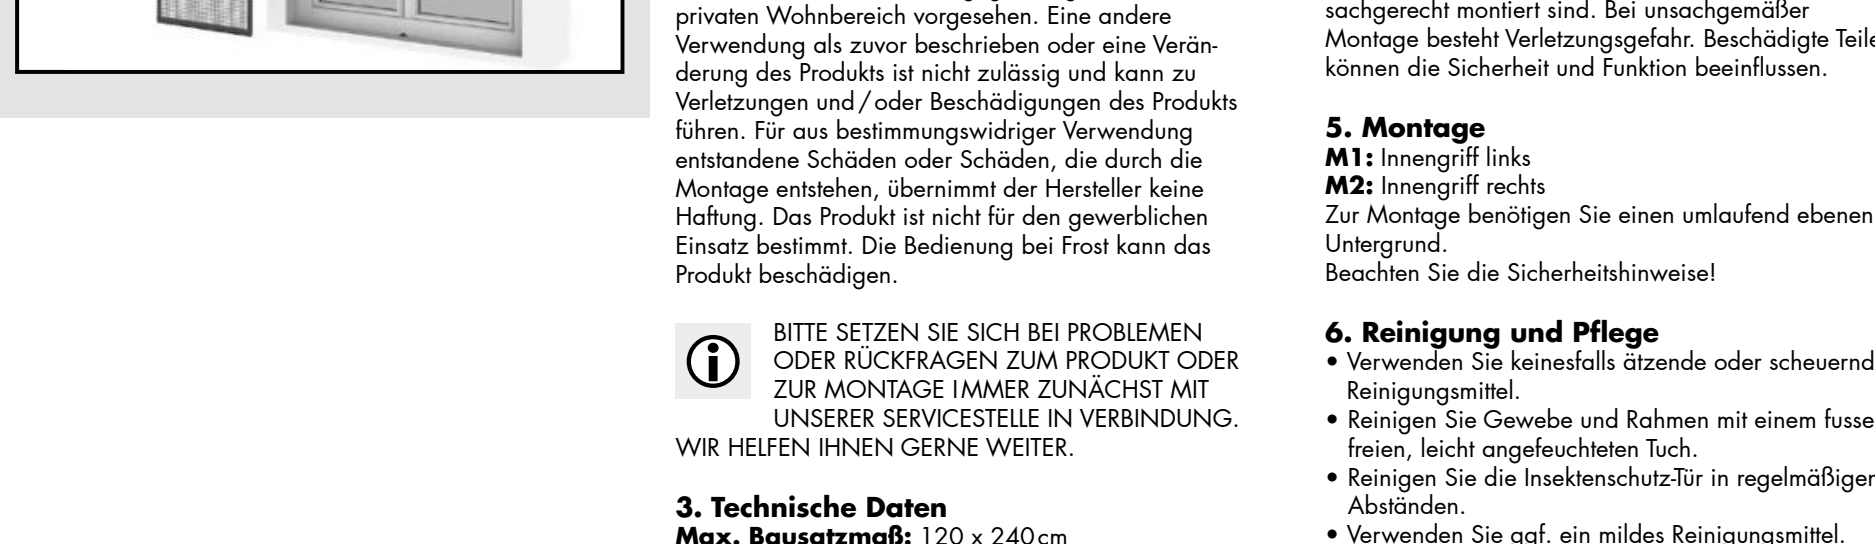 privaten Wohnbereich vorgesehen. Eine andere
Verwendung als zuvor beschrieben oder eine Verän-
derung des Produkts ist nicht zulässig und kann zu
Verletzungen und / oder Beschädigungen des Produkts
führen. Für aus bestimmungswidriger Verwendung
entstandene Schäden oder Schäden, die durch die
Montage entstehen, übernimmt der Hersteller keine
Haftung. Das Produkt ist nicht für den gewerblichen
Einsatz bestimmt. Die Bedienung bei Frost kann das
Produkt beschädigen.
BITTE SETZEN SIE SICH BEI PROBLEMEN
ODER RÜCKFRAGEN ZUM PRODUKT ODER
ZUR MONTAGE IMMER ZUNÄCHST MIT
UNSERER SERVICESTELLE IN VERBINDUNG.
WIR HELFEN IHNEN GERNE WEITER.
3. Technische Daten
Max. Bausatzmaß: 120 x 240 cm
sachgerecht montiert sind. Bei unsachgemäßer
Montage besteht Verletzungsgefahr. Beschädigte Teile
können die Sicherheit und Funktion beeinflussen.
5. Montage
M1: Innengriff links
M2: Innengriff rechts
Zur Montage benötigen Sie einen umlaufend ebenen
Untergrund.
Beachten Sie die Sicherheitshinweise!
6. Reinigung und Pflege
• Verwenden Sie keinesfalls ätzende oder scheuernd
Reinigungsmittel.
• Reinigen Sie Gewebe und Rahmen mit einem fusse
freien, leicht angefeuchteten Tuch.
• Reinigen Sie die Insektenschutz-Tür in regelmäßigen
Abständen.
• Verwenden Sie ggf. ein mildes Reinigungsmittel.